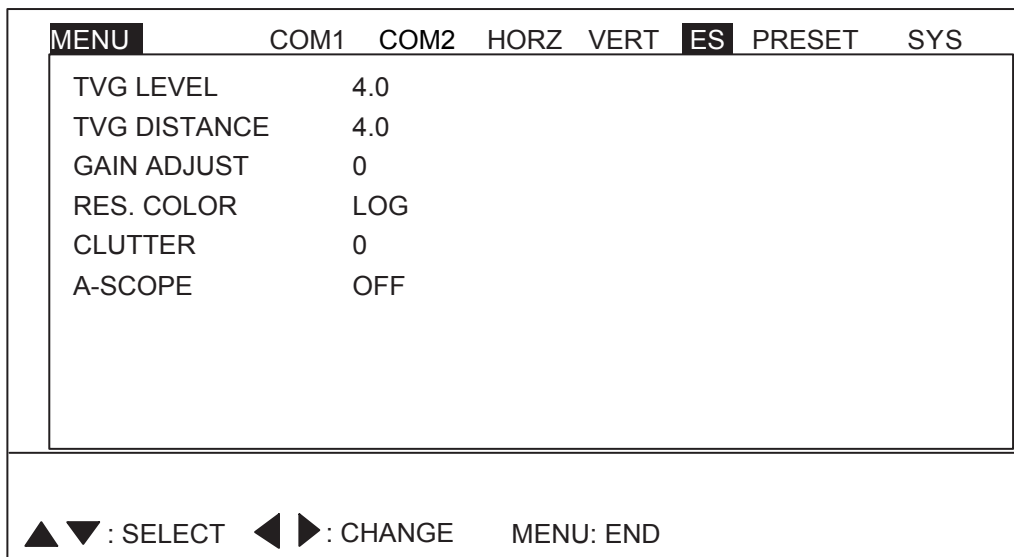 MENU COM1 COM2 HORZ VERT ES PRESET SYS
TVG LEVEL 4.0
TVG DISTANCE 4.0
GAIN ADJUST 0
RES. COLOR LOG
CLUTTER 0
A-SCOPE OFF
▲ ▼ : SELECT ◀ ▶ : CHANGE MENU: END